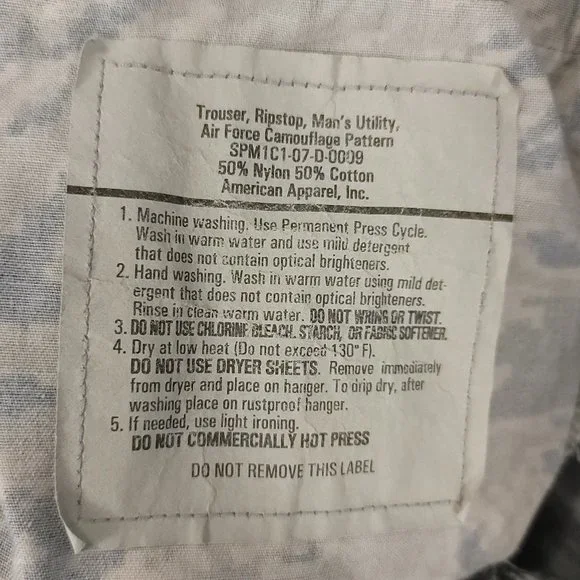 Trouser, Ripstop, Man's Utility,
Air Force Camouflage Pattern
SPM1C1-07-D-0009
50% Nylon 50% Cotton
American Apparel, Inc.
1. Machine washing. Use Permanent Press Cycle.
Wash in warm water and use mild detergent
that does not contain optical brighteners.
2. Hand washing. Wash in warm water using mild det-
ergent that does not contain optical brighteners.
Rinse in clean warm water. DO NOT WRING OR TWIST.
3. DO NOT USE CHLORINE BLEACH, STARCH, OR FABRIC SOFTENER.
4. Dry at low heat (Do not exceed 130° F).
DO NOT USE DRYER SHEETS. Remove immediately
from dryer and place on hanger. To drip dry, after
washing place on rustproof hanger.
5. If needed, use light ironing.
DO NOT COMMERCIALLY HOT PRESS
DO NOT REMOVE THIS LABEL